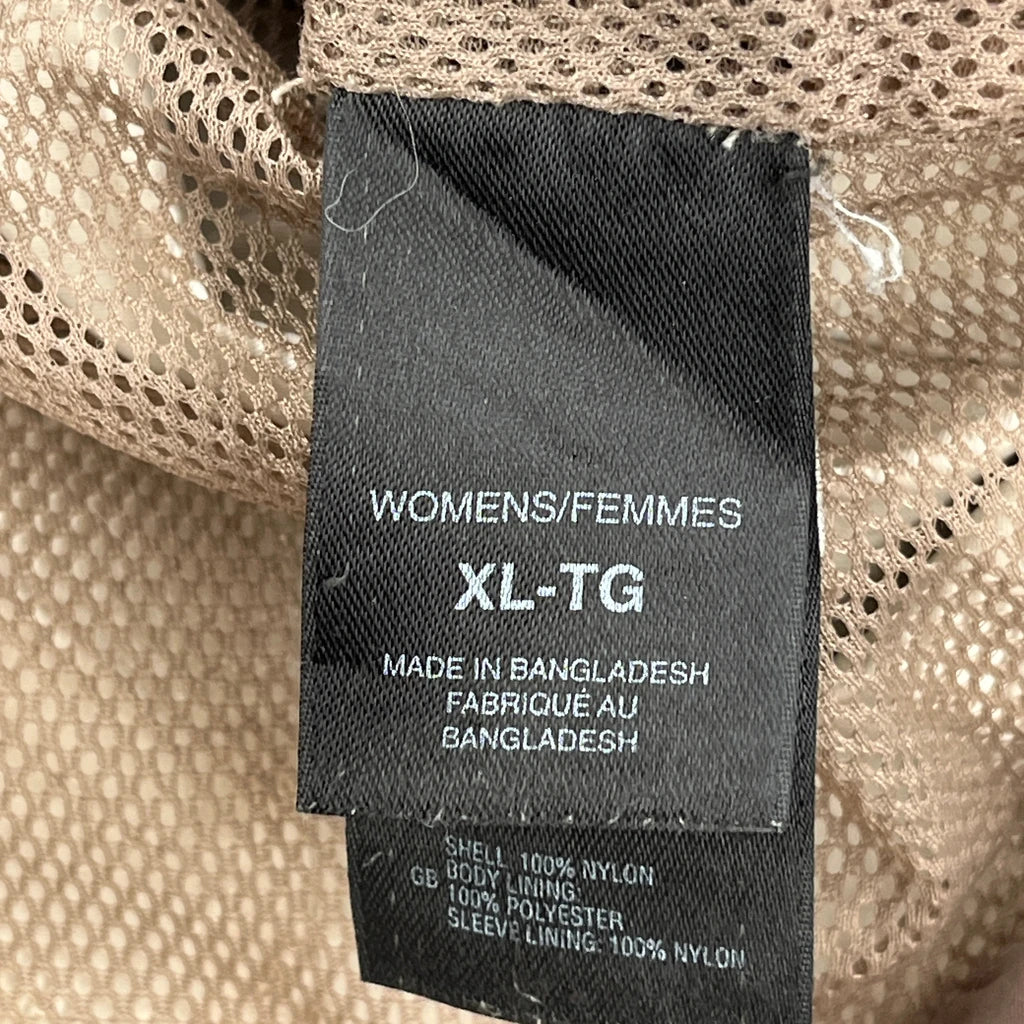 WOMENS/FEMMES
XL-TG
MADE IN BANGLADESH
FABRIQUÉ AU
BANGLADESH
SHELL 100% NYLON
BODY LINING:
GB 100% POLYESTER
SLEEVE LINING: 100% NYLON